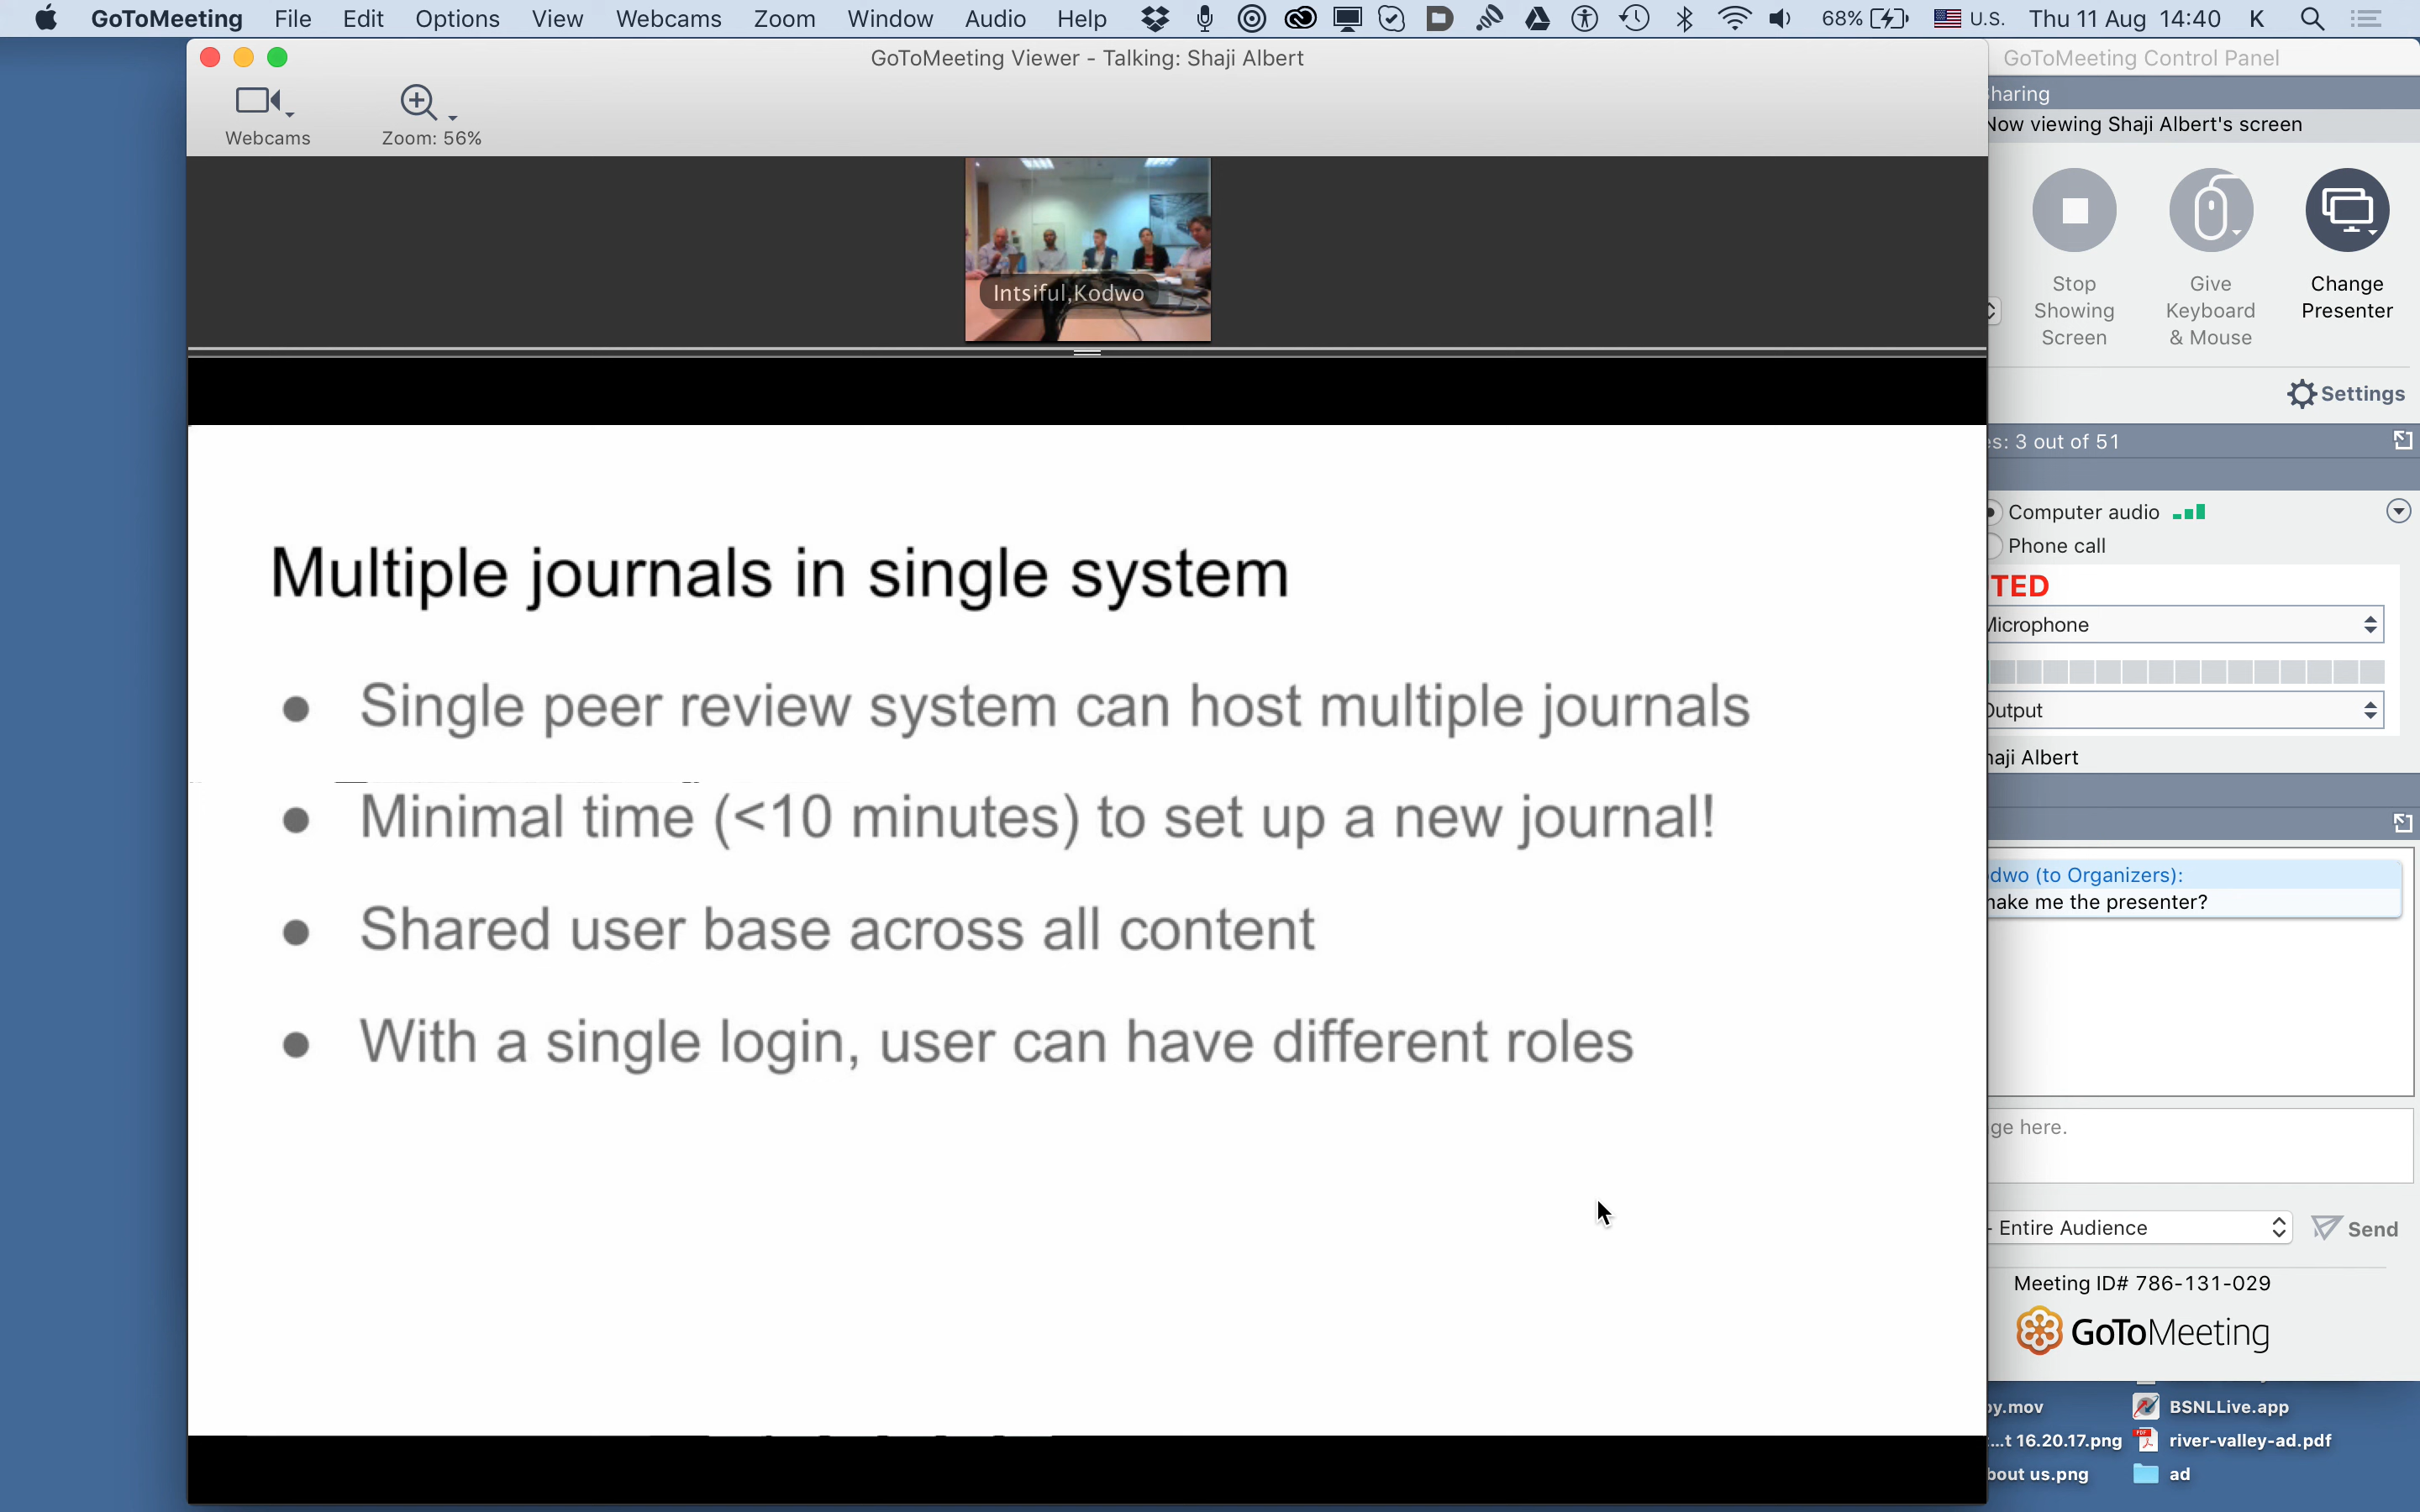 GoToMeeting File Edit Options View Webcams Zoom Window Audio Help 68% U.S. Thu 11 Aug 14:40 K
GoToMeeting Viewer - Talking: Shaji Albert
Webcams
Zoom: 56%
Intsiful,Kodwo
Multiple journals in single system
● Single peer review system can host multiple journals
● Minimal time (<10 minutes) to set up a new journal!
● Shared user base across all content
● With a single login, user can have different roles
GoToMeeting Control Panel
haring
Now viewing Shaji Albert's screen
Stop
Showing
Screen
Give
Keyboard
& Mouse
Change
Presenter
Settings
es: 3 out of 51
Computer audio
Phone call
TED
Microphone
Output
haji Albert
dwo (to Organizers):
make me the presenter?
ge here.
- Entire Audience
Send
Meeting ID# 786-131-029
GoToMeeting
py.mov
BSNLLive.app
...t 16.20.17.png
river-valley-ad.pdf
bout us.png
ad